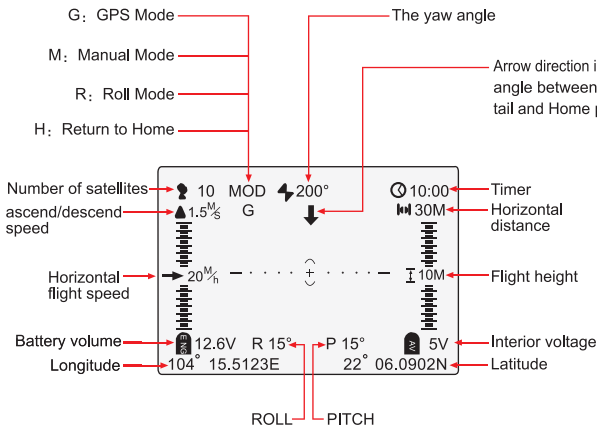 G: GPS Mode
The yaw angle
M: Manual Mode
Arrow direction i
angle between
R: Roll Mode
tail and Home
H: Return to Home
Number of satellites
10 MOD 200° 10:00
Timer
ascend/descend
speed
1.5M/S G 30M
Horizontal
distance
Horizontal
flight speed
20M/h 10M
Flight height
Battery volume
ENG 12.6V R 15° P 15° AV 5V
Interior voltage
Longitude
104° 15.5123E 22° 06.0902N
Latitude
ROLL PITCH